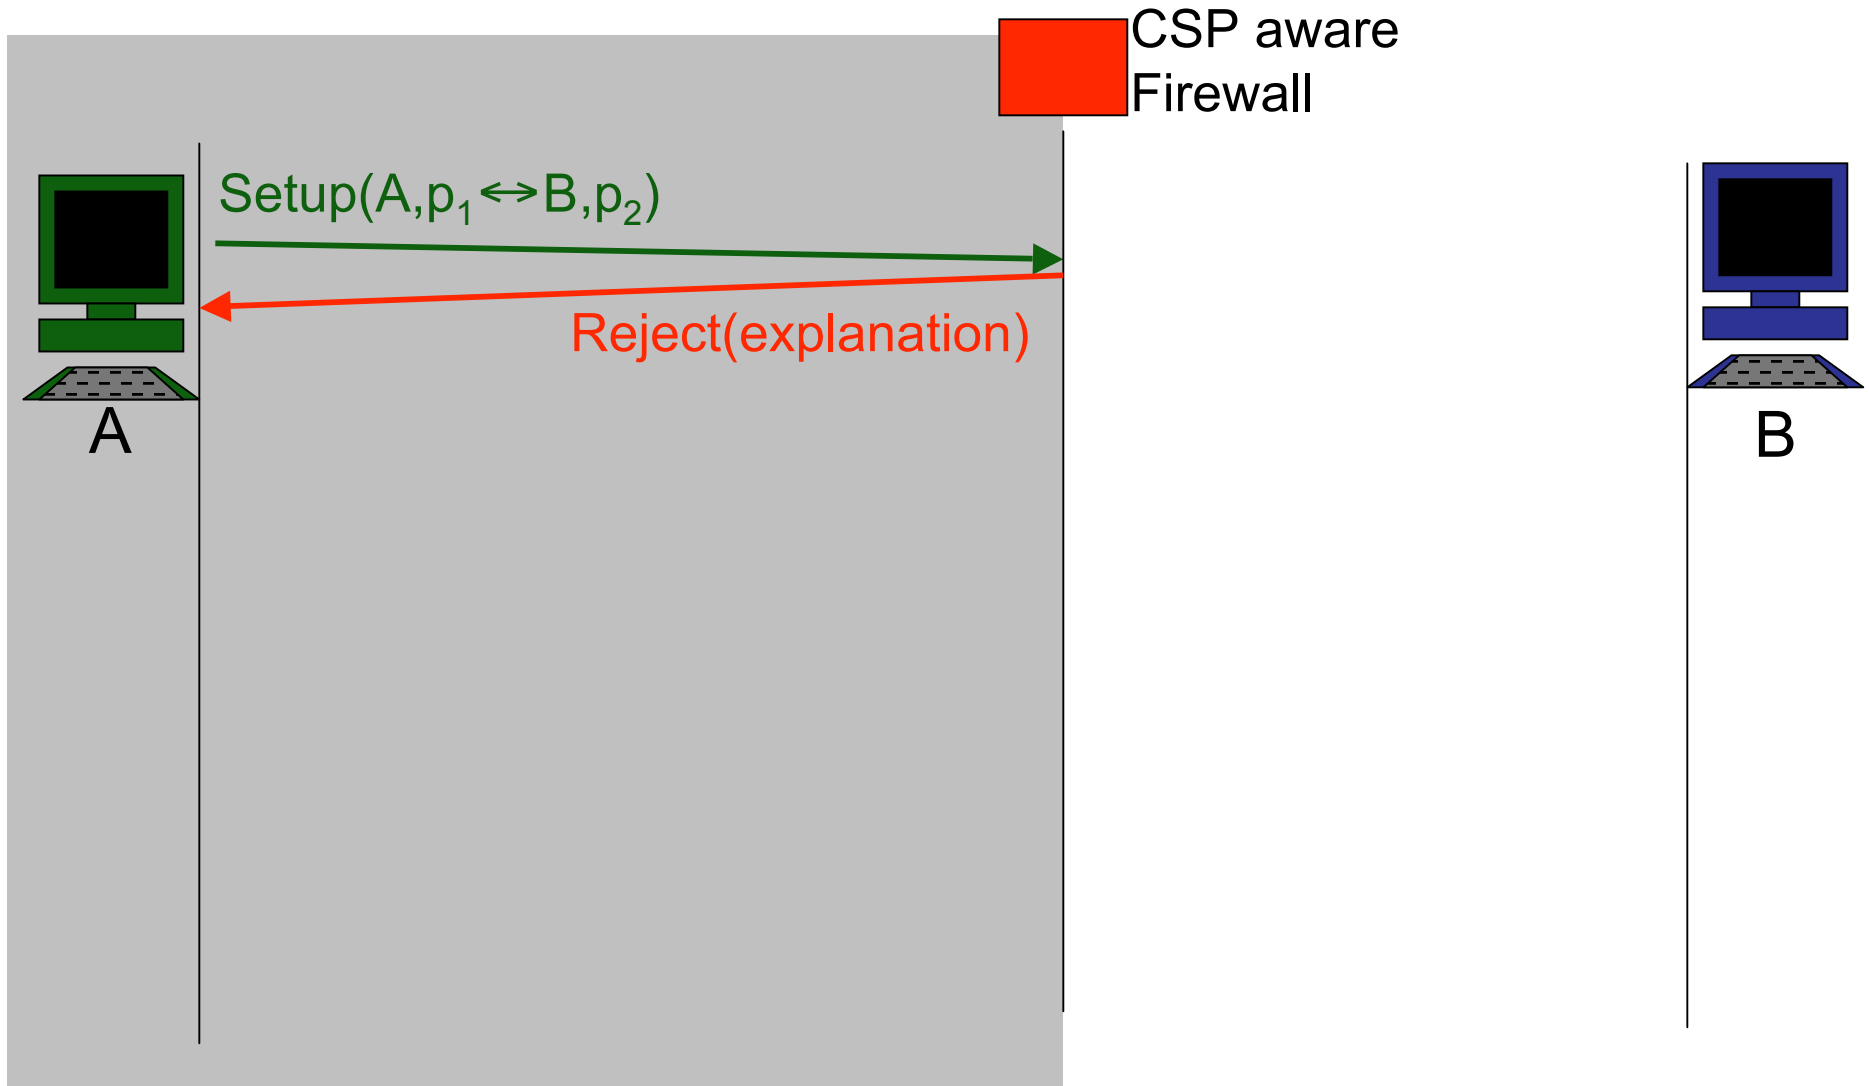 CSP aware
Firewall
Setup(A,p₁<->B,p₂)
Reject(explanation)
A
B